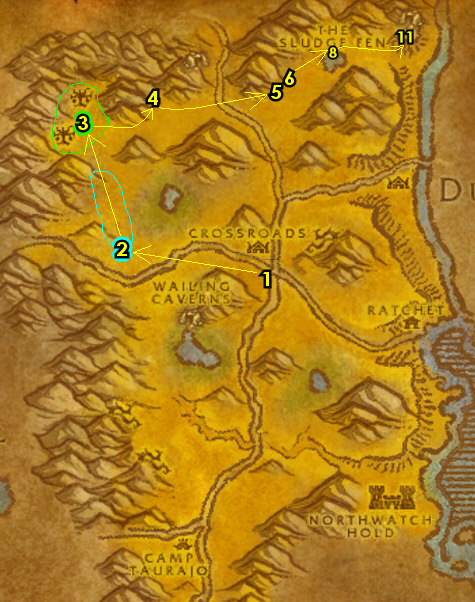 THE
SLUDGE FEN
11
8
6
5
4
3
D
2
CROSSROADS
1
WAILING
CAVERNS
RATCHET
NORTHWATCH
HOLD
CAMP
TAURAJO